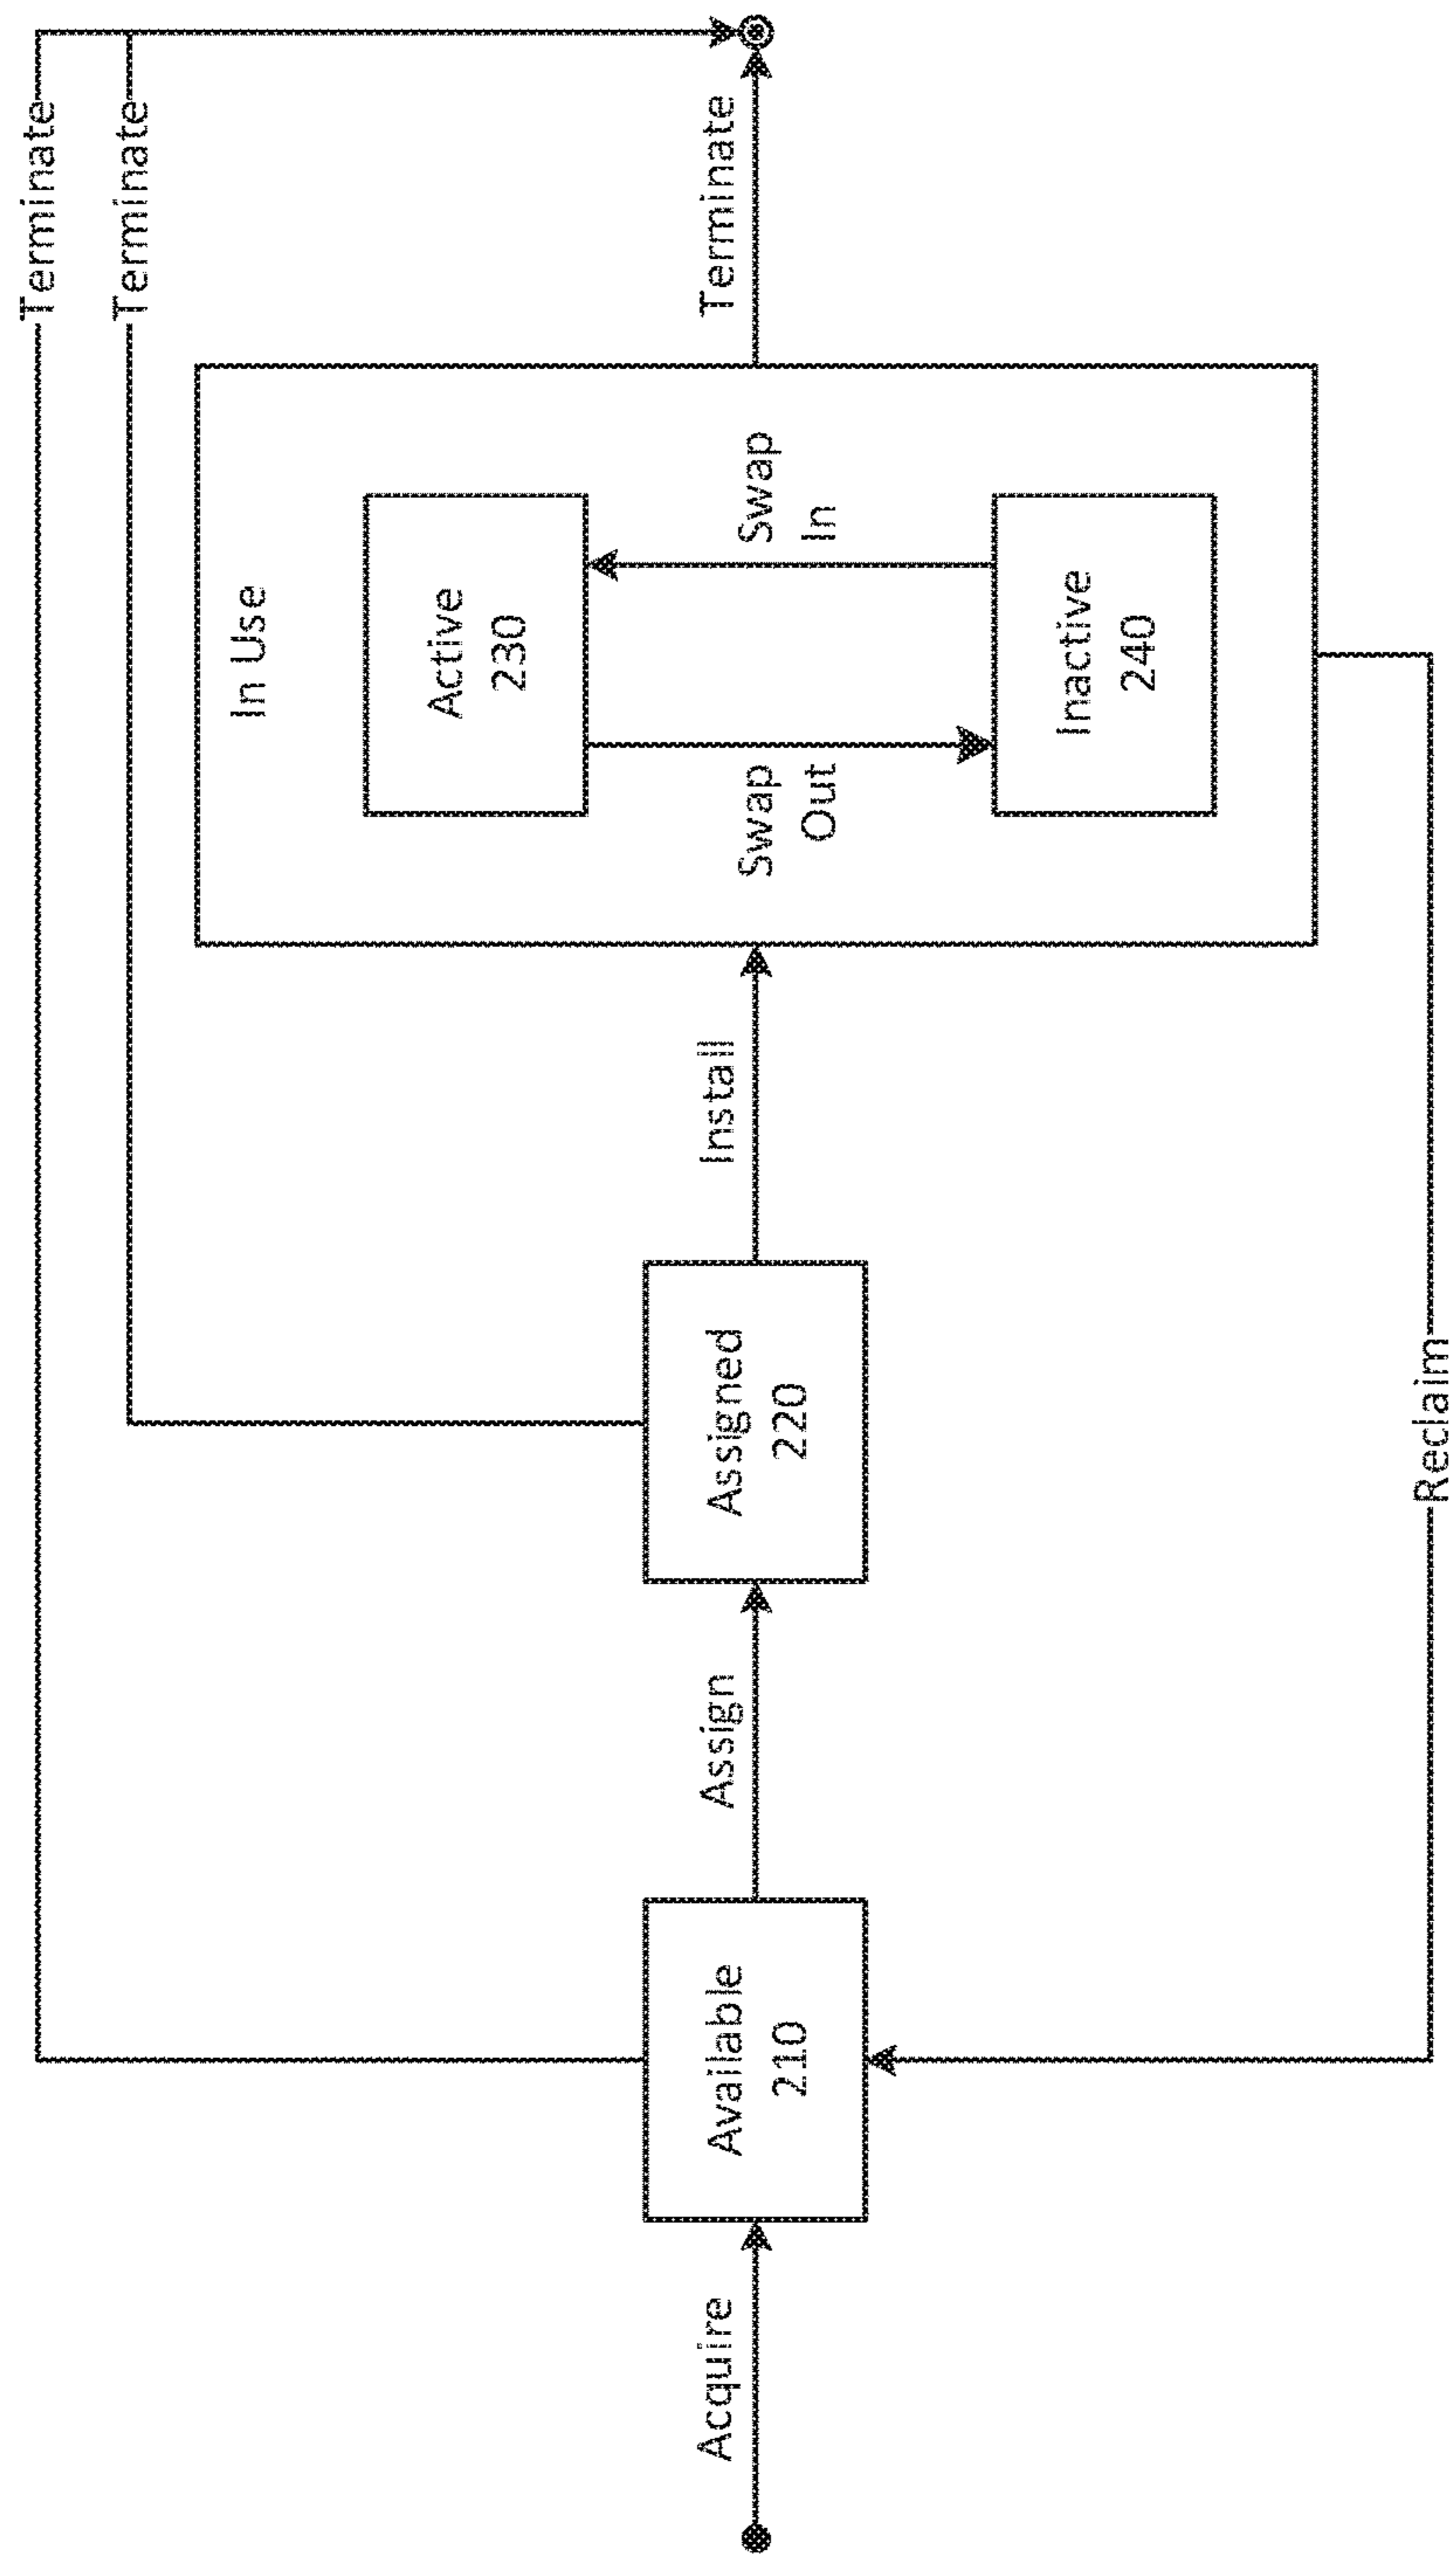 Terminate
Terminate
In Use
Active
230
Acquire
Available
210
Assign
Assigned
220
Install
Swap
Out
Swap
In
Terminate
Inactive
240
Reclaim